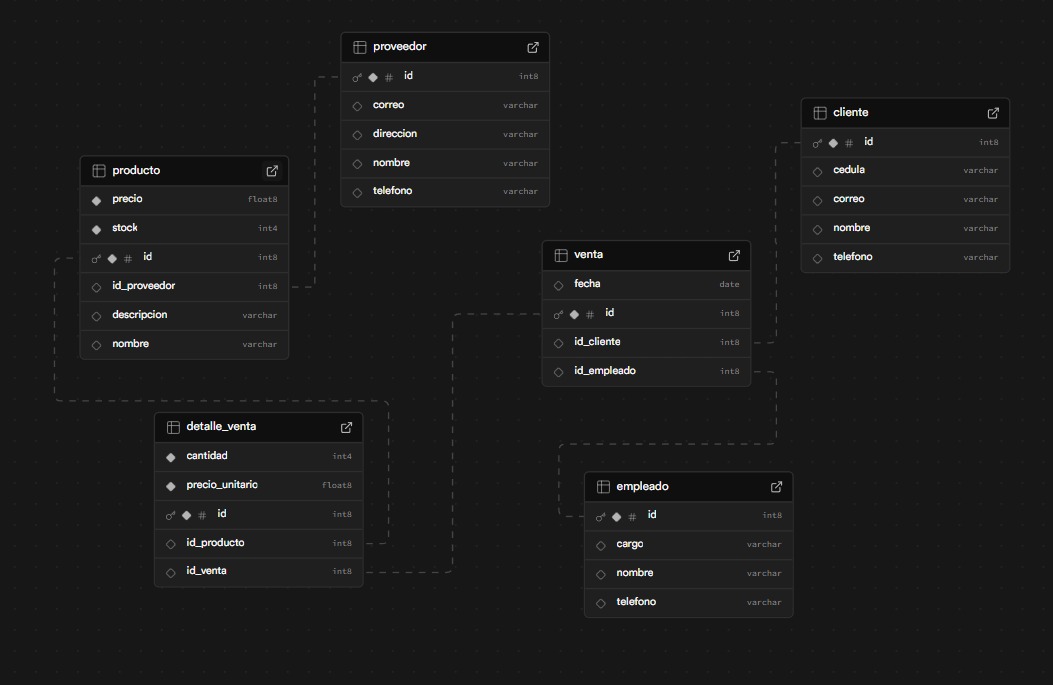 proveedor
# id int8
correo varchar
direccion varchar
nombre varchar
telefono varchar
cliente
# id int8
cedula varchar
correo varchar
nombre varchar
telefono varchar
producto
precio float8
stock int4
# id int8
id_proveedor int8
descripcion varchar
nombre varchar
venta
fecha date
# id int8
id_cliente int8
id_empleado int8
detalle_venta
cantidad int4
precio_unitario float8
# id int8
id_producto int8
id_venta int8
empleado
# id int8
cargo varchar
nombre varchar
telefono varchar